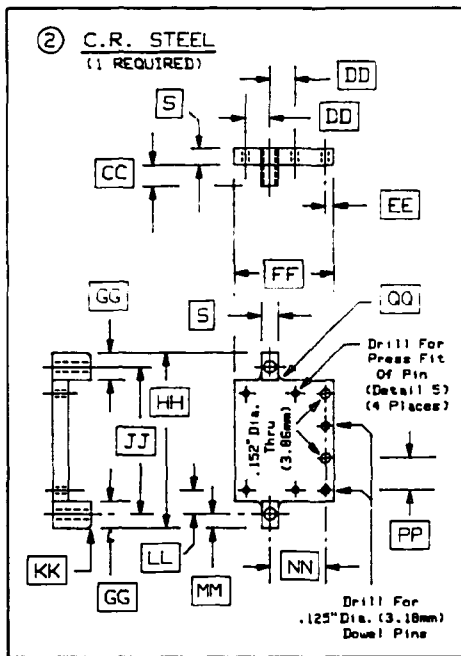 2 C.R. STEEL
(1 REQUIRED)
DD
S
DD
CC
EE
FF
GG
S
QQ
Drill For
Press Fit
Of Pin
(Detail 5)
(4 Places)
HH
JJ
.152" Dia.
Thru
(3.86mm)
PP
LL
NN
KK
GG
MM
Drill For
.125" Dia. (3.18mm)
Dowel Pins